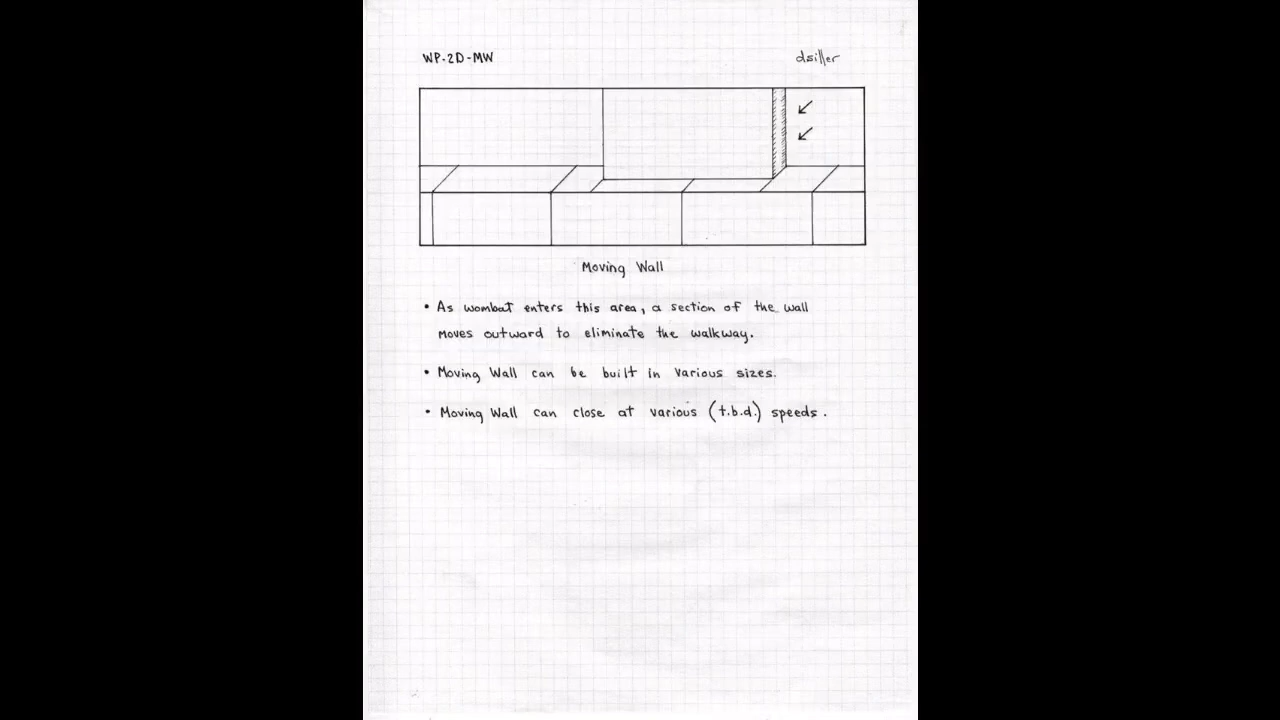 WP-2D-MW
dsiller
Moving Wall
• As wombat enters this area, a section of the wall
moves outward to eliminate the walkway.
• Moving Wall can be built in various sizes.
• Moving Wall can close at various (t.b.d.) speeds.